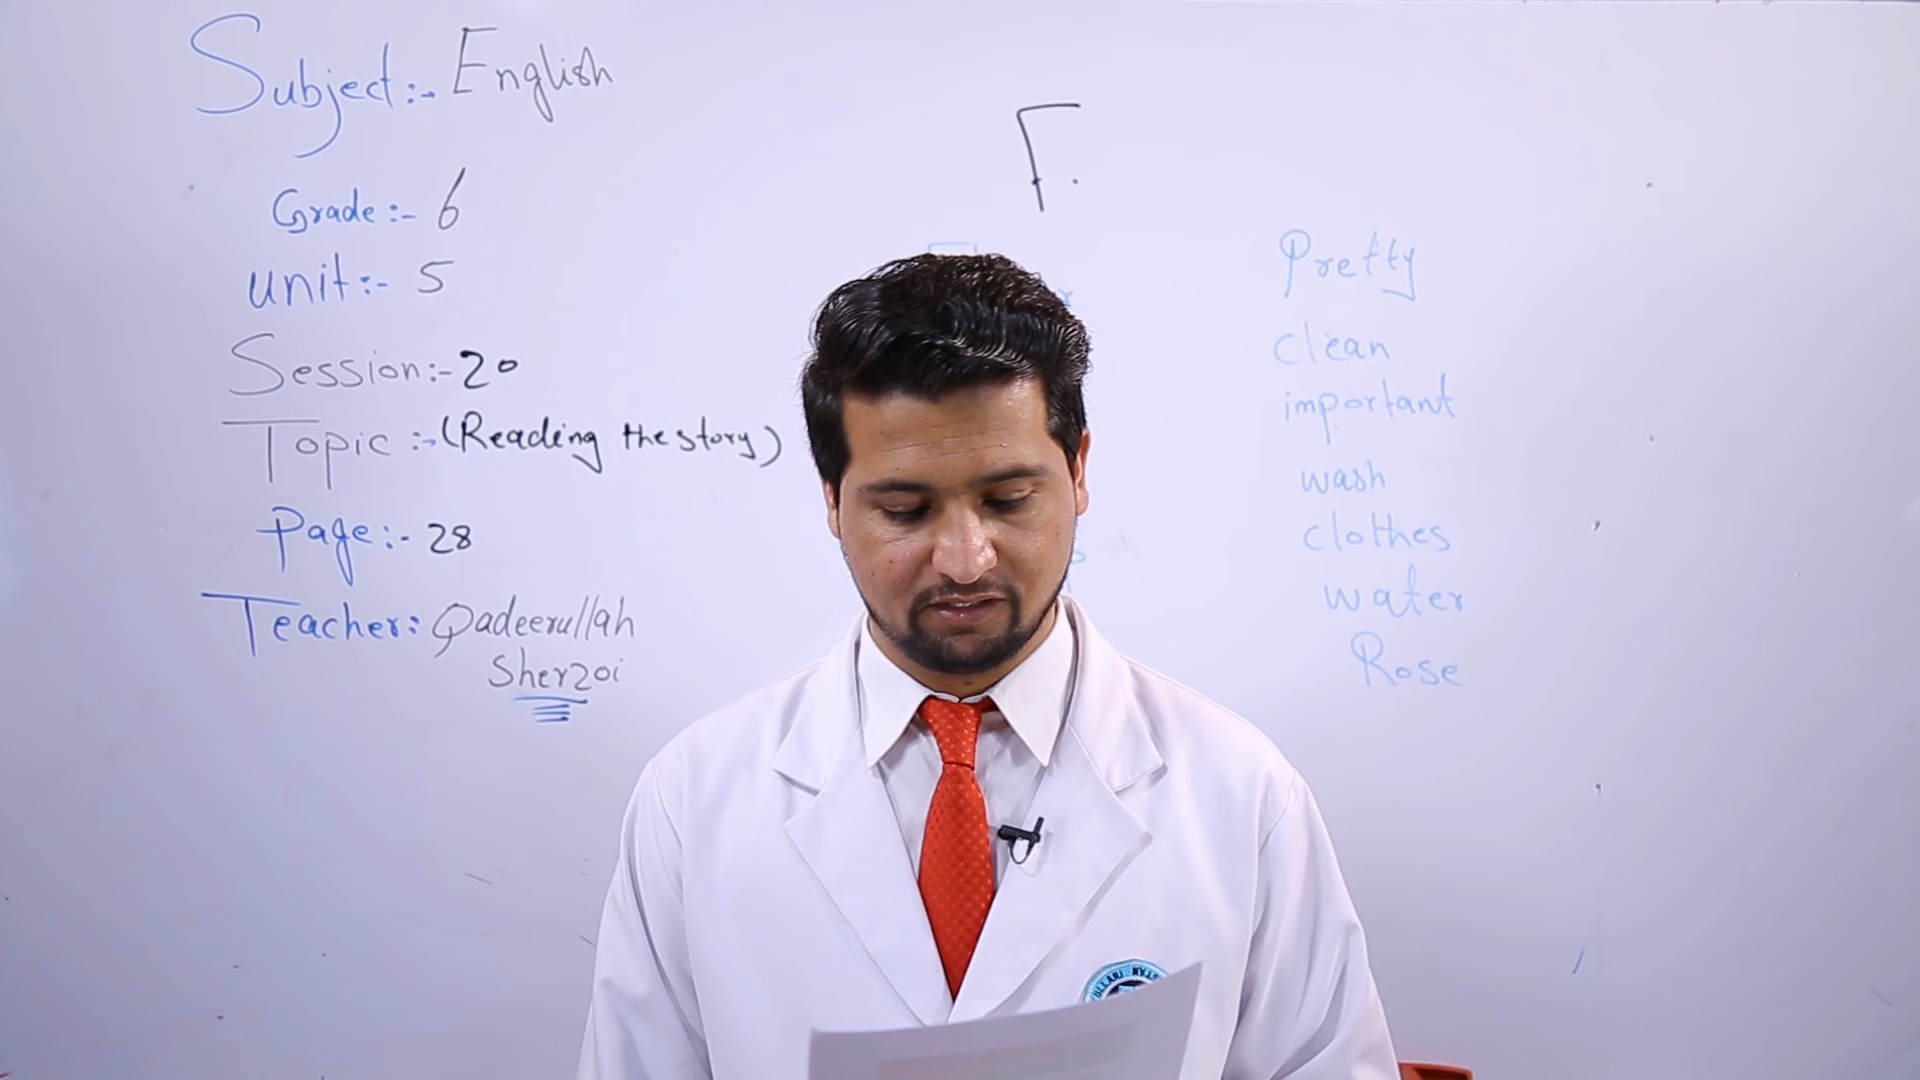 Subject:- English
Grade:- 6
Unit:- 5
Session:- 20
Topic:- (Reading the story)
Page:- 28
Teacher: Qadeerullah
Sherzoi
F.
Pretty
clean
important
wash
clothes
water
Rose